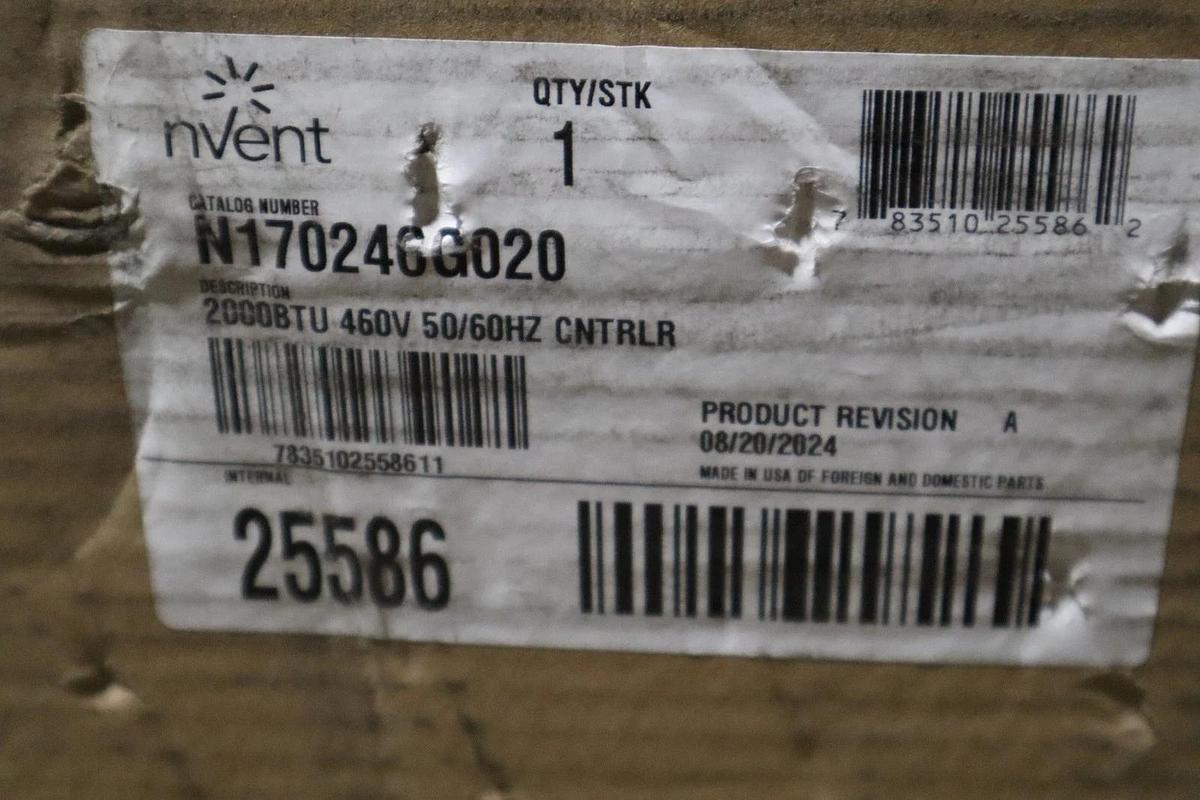 nVent
QTY/STK
1
7 83510 25586 2
CATALOG NUMBER
N170246G020
DESCRIPTION
2000BTU 460V 50/60HZ CNTRLR
7835102558611
PRODUCT REVISION A
08/20/2024
MADE IN USA OF FOREIGN AND DOMESTIC PARTS
INTERNAL
25586